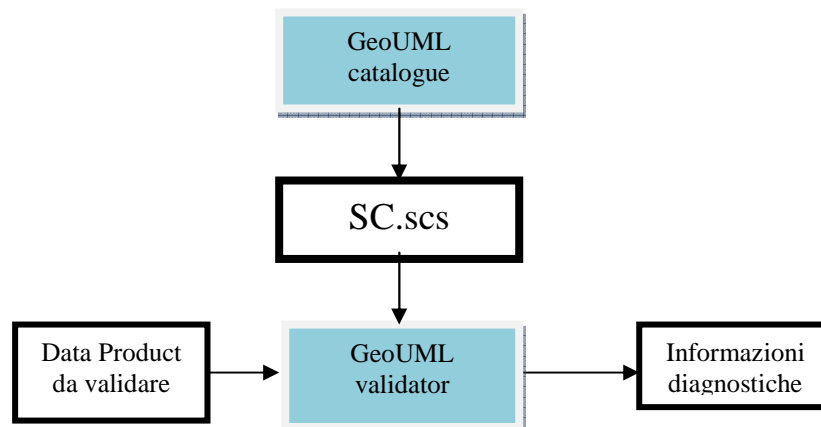 GeoUML
catalogue
SC.scs
Data Product
da validare
GeoUML
validator
Informazioni
diagnostiche